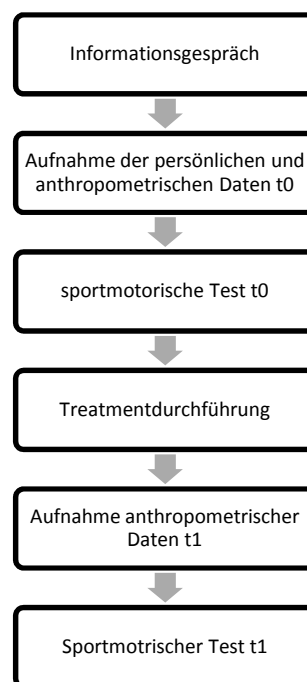 Informationsgespräch
Aufnahme der persönlichen und
anthropometrischen Daten t0
sportmotorische Test t0
Treatmentdurchführung
Aufnahme anthropometrischer
Daten t1
Sportmotrischer Test t1